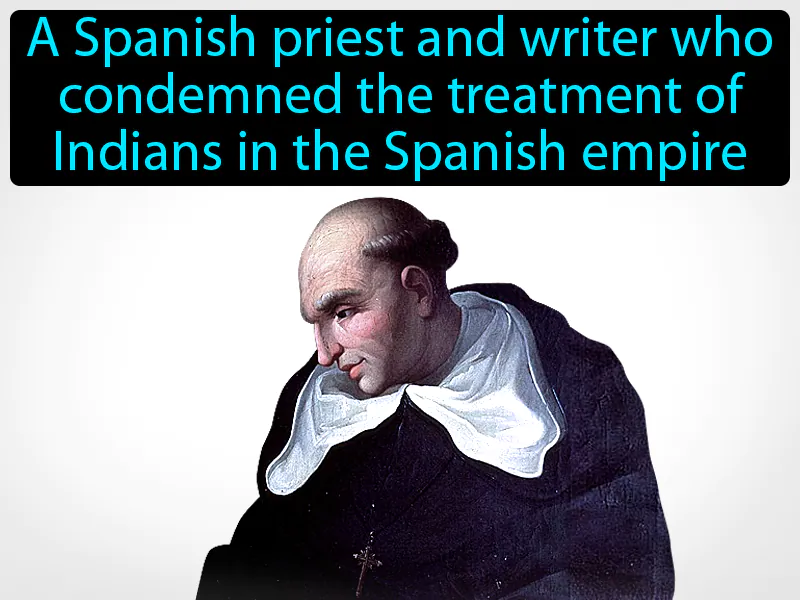 A Spanish priest and writer who
condemned the treatment of
Indians in the Spanish empire